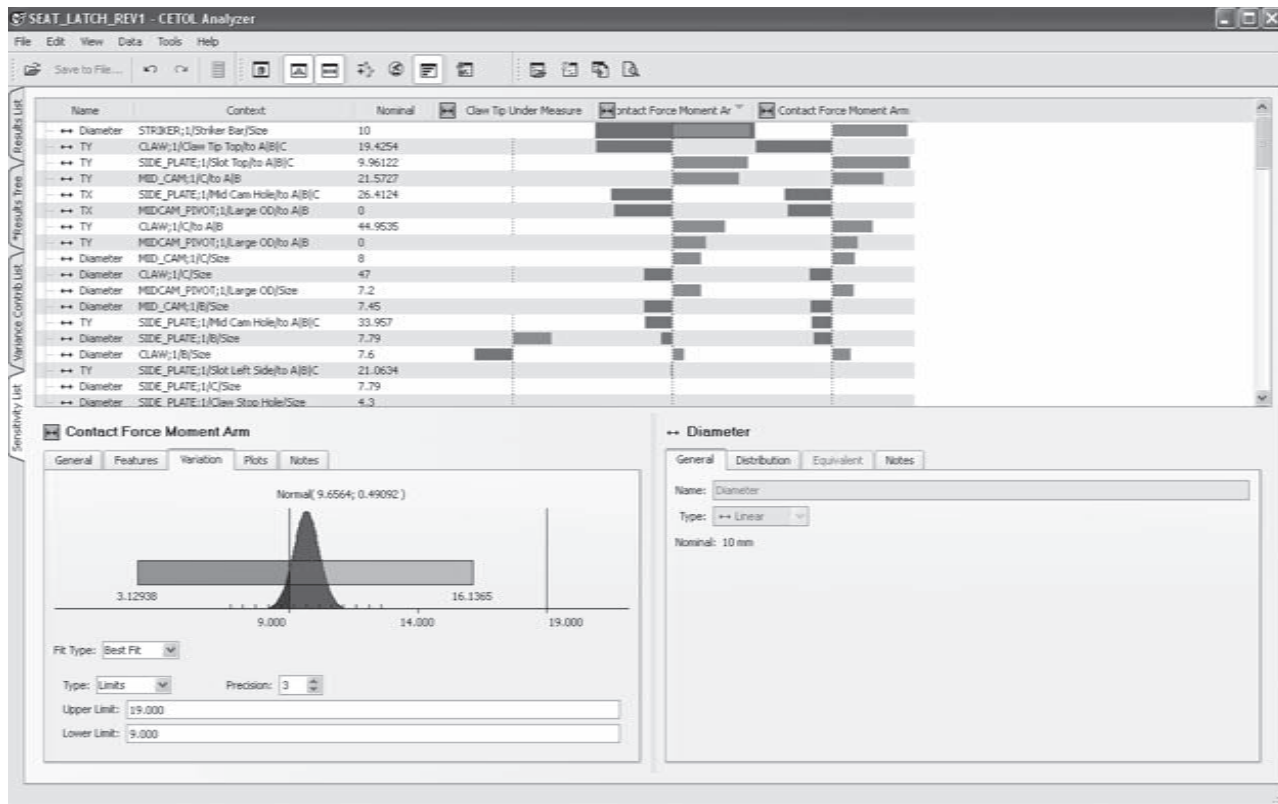 SEAT_LATCH_REV1 - CETOL Analyzer
File Edit View Data Tools Help
Save to File...
Results List
*Results Tree
Variance Contrib List
Sensitivity List
Name Context Nominal Claw Tip Under Measure ontact Force Moment Ar Contact Force Moment Arm
Diameter STRIKER;1/Striker Bar/Size 10
TY CLAW;1/Claw Tip Top/to A|B|C 19.4254
TY SIDE_PLATE;1/Slot Top/to A|B|C 9.96122
TY MID_CAM;1/C/to A|B 21.5727
TX SIDE_PLATE;1/Mid Cam Hole/to A|B|C 26.4124
TX MIDCAM_PIVOT;1/Large OD/to A|B 0
TY CLAW;1/C/to A|B 44.9535
TY MIDCAM_PIVOT;1/Large OD/to A|B 0
Diameter MID_CAM;1/C/Size 8
Diameter CLAW;1/C/Size 47
Diameter MIDCAM_PIVOT;1/Large OD/Size 7.2
Diameter MID_CAM;1/B/Size 7.45
TY SIDE_PLATE;1/Mid Cam Hole/to A|B|C 33.957
Diameter SIDE_PLATE;1/B/Size 7.79
Diameter CLAW;1/B/Size 7.6
TY SIDE_PLATE;1/Slot Left Side/to A|B|C 21.0634
Diameter SIDE_PLATE;1/C/Size 7.79
Diameter SIDE_PLATE;1/Claw Stop Hole/Size 4.3
Contact Force Moment Arm
General Features Variation Plots Notes
Normal( 9.6564; 0.49092 )
3.12938 16.1365
9.000 14.000 19.000
Fit Type: Best Fit
Type: Limits Precision: 3
Upper Limit: 19.000
Lower Limit: 9.000
Diameter
General Distribution Equivalent Notes
Name: Diameter
Type: Linear
Nominal: 10 mm